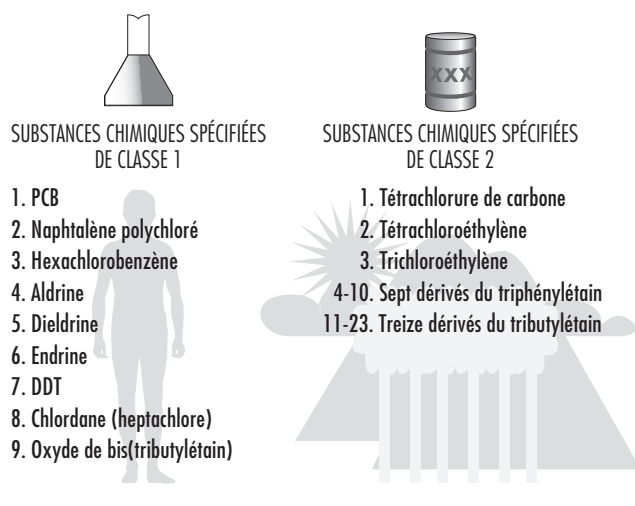 SUBSTANCES CHIMIQUES SPÉCIFIÉES
DE CLASSE 1
1. PCB
2. Naphtalène polychloré
3. Hexachlorobenzène
4. Aldrine
5. Dieldrine
6. Endrine
7. DDT
8. Chlordane (heptachlore)
9. Oxyde de bis(tributylétain)
XXX
SUBSTANCES CHIMIQUES SPÉCIFIÉES
DE CLASSE 2
1. Tétrachlorure de carbone
2. Tétrachloroéthylène
3. Trichloroéthylène
4-10. Sept dérivés du triphénylétain
11-23. Treize dérivés du tributylétain